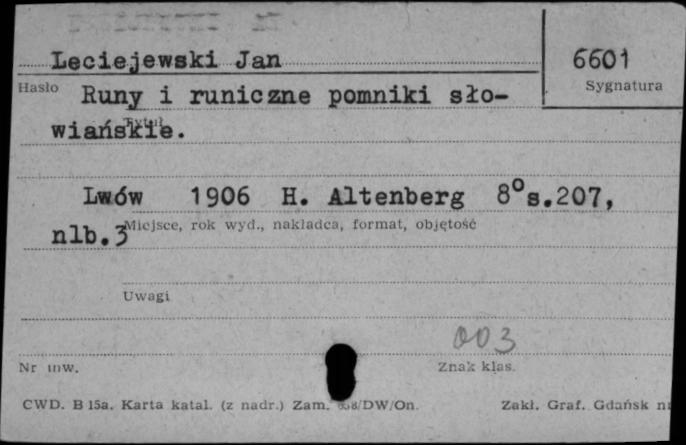 Leciejewski Jan
6601
Hasło
Sygnatura
Runy i runiczne pomniki sło-
wiańskie.
Tytuł
Lwów 1906 H. Altenberg 8° s.207,
Miejsce, rok wyd., nakładca, format, objętość
nlb.3
Uwagi
003
Nr inw.
Znak klas.
CWD. B 15a. Karta katal. (z nadr.) Zam. /DW/On.
Zakł. Graf. Gdańsk